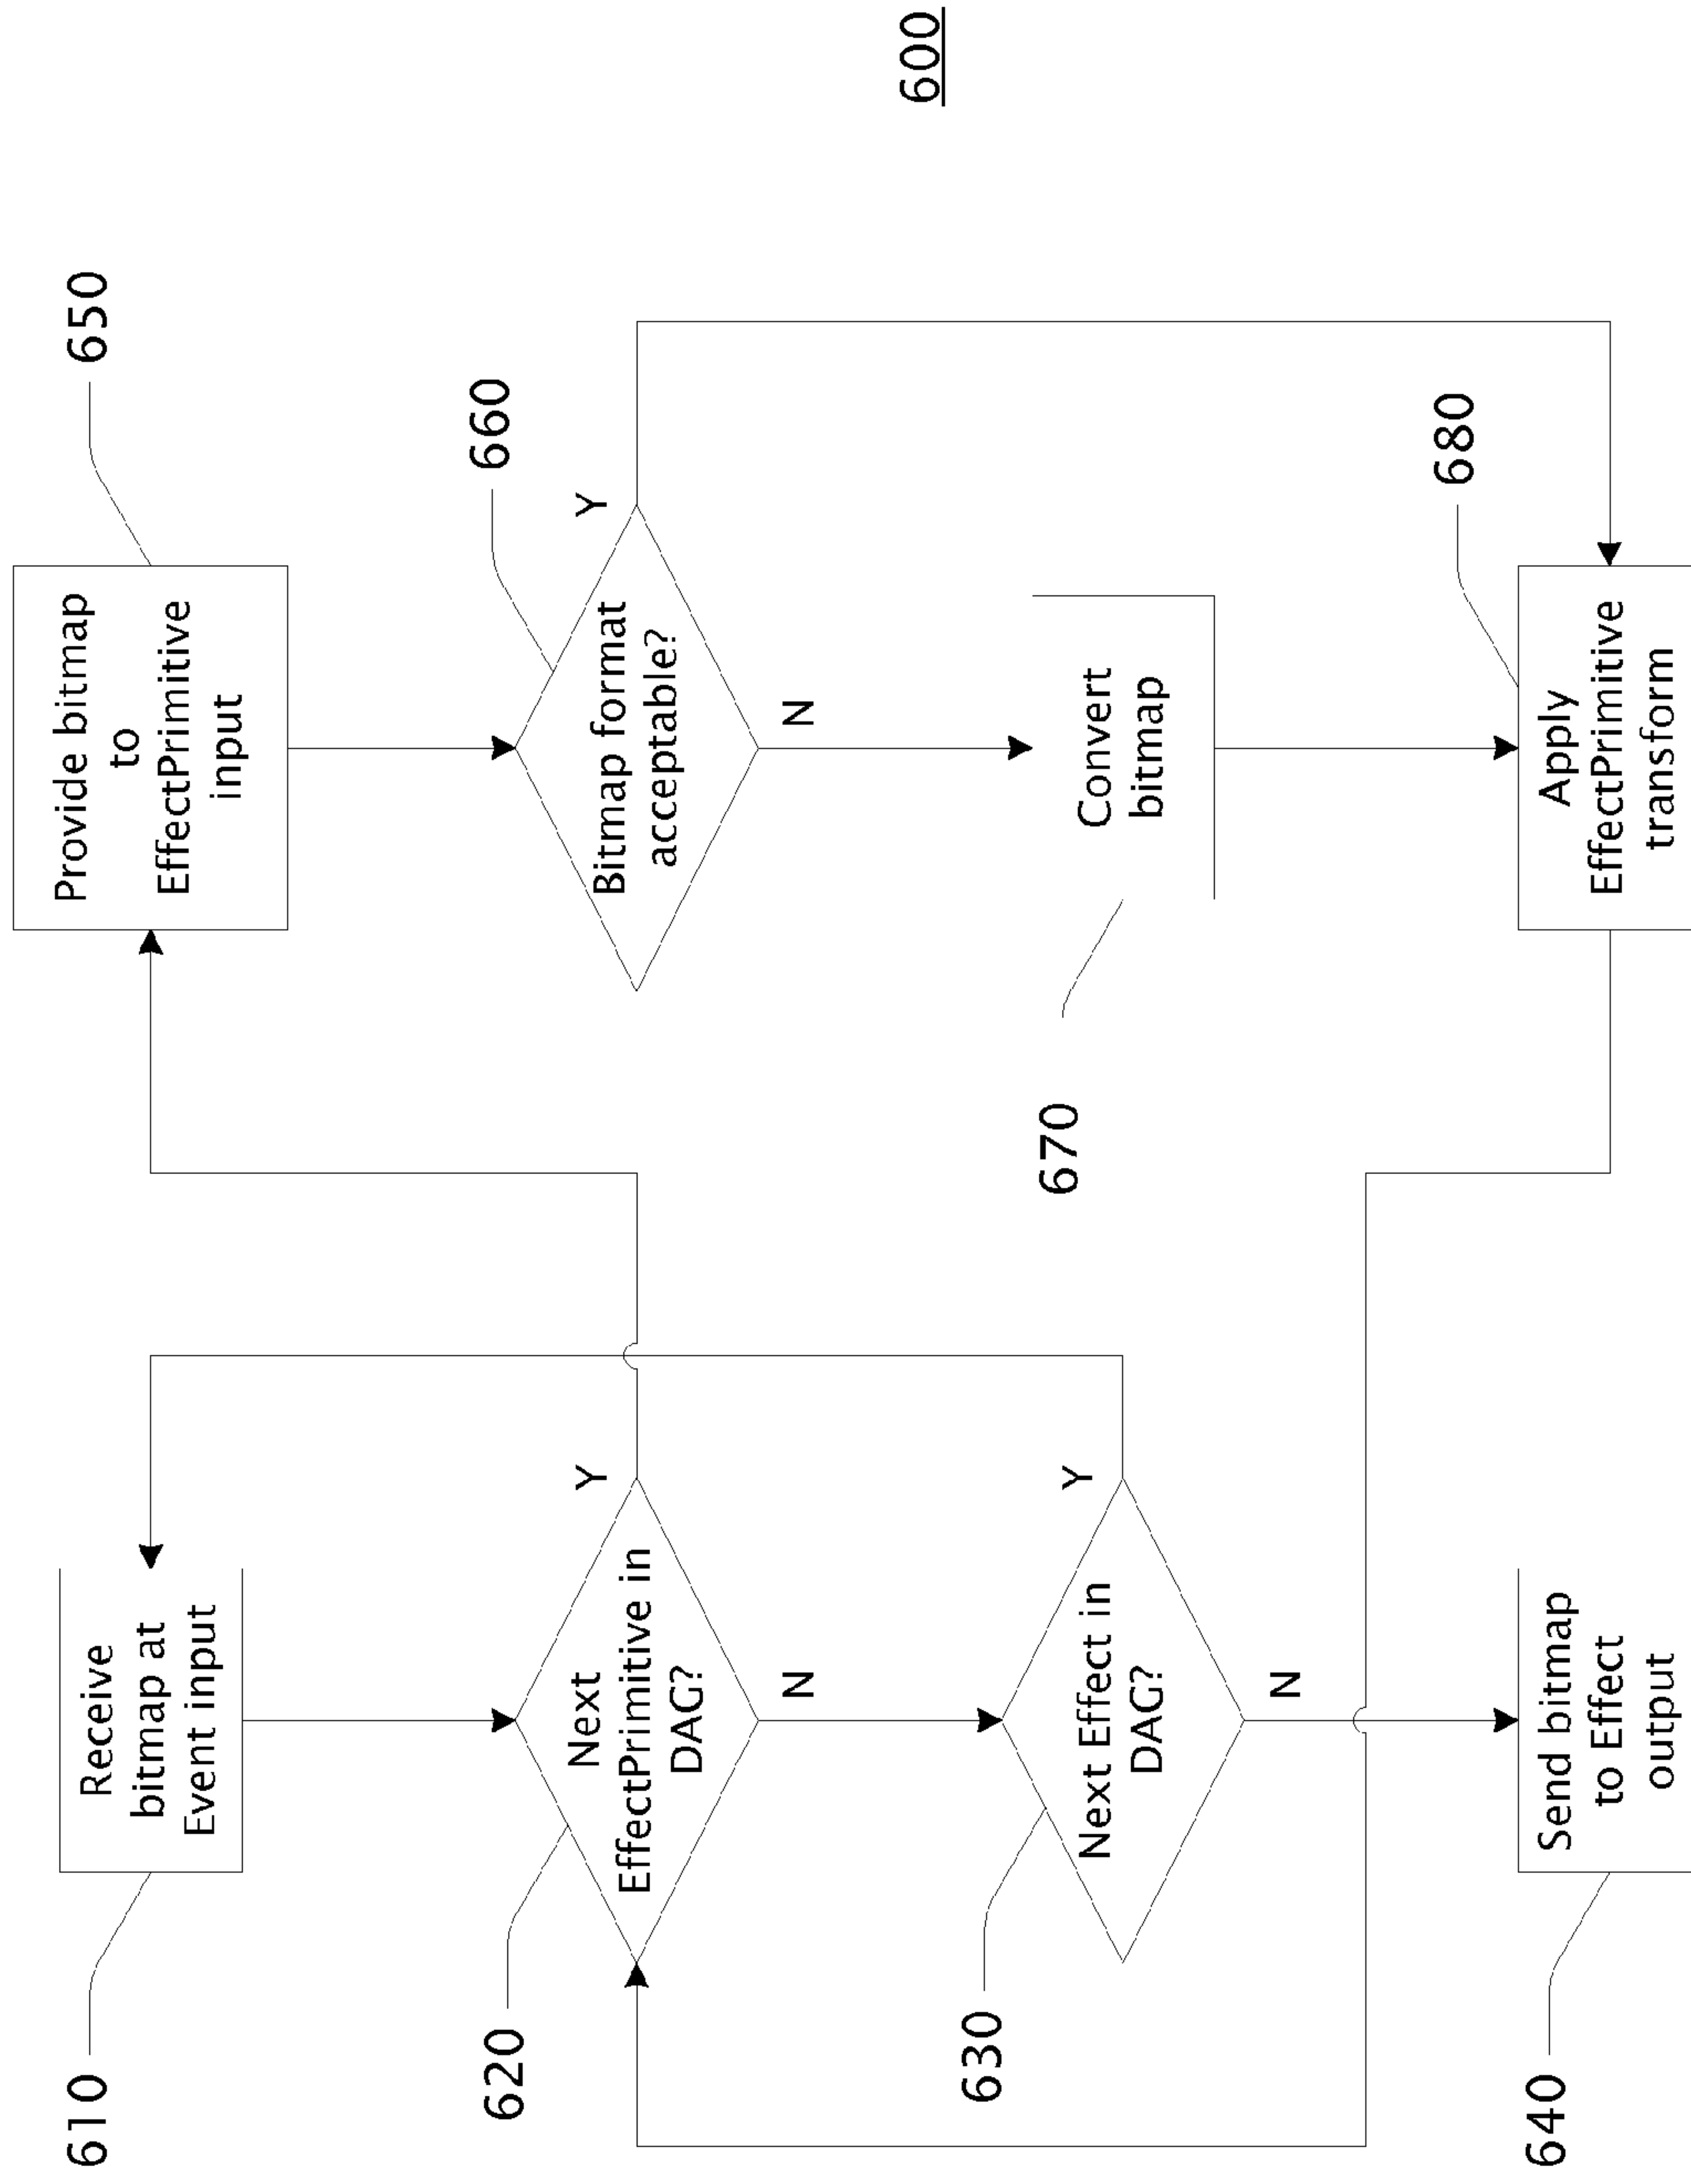 610
Receive
bitmap at
Event input
620
Next
EffectPrimitive in
DAG?
Y
N
630
Next Effect in
DAG?
Y
N
640
Send bitmap
to Effect
output
650
Provide bitmap
to
EffectPrimitive
input
660
Bitmap format
acceptable?
Y
N
670
Convert
bitmap
680
Apply
EffectPrimitive
transform
600